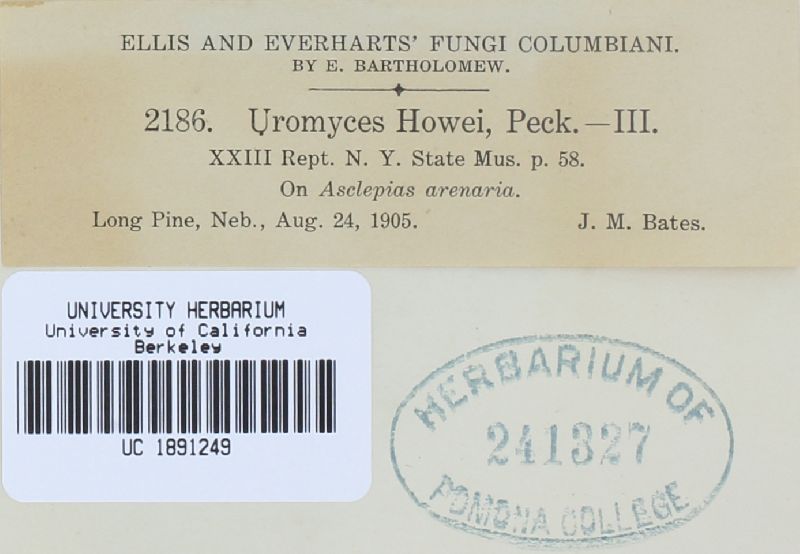 ELLIS AND EVERHARTS' FUNGI COLUMBIANI.
BY E. BARTHOLOMEW.
2186. Uromyces Howei, Peck.—III.
XXIII Rept. N. Y. State Mus. p. 58.
On Asclepias arenaria.
Long Pine, Neb., Aug. 24, 1905. J. M. Bates.
UNIVERSITY HERBARIUM
University of California
Berkeley
UC 1891249
HERBARIUM OF
241327
POMONA COLLEGE